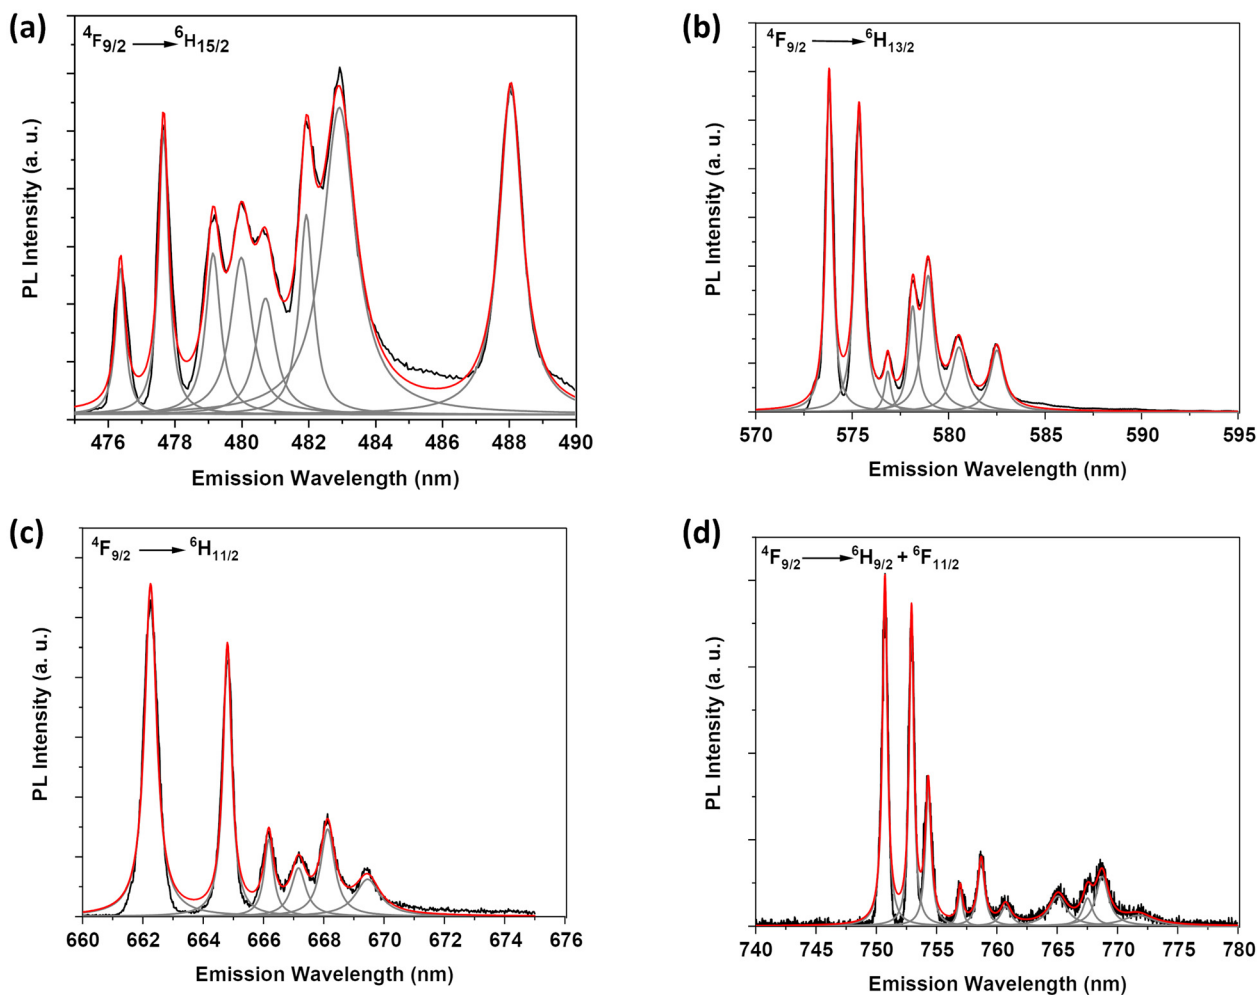 (a)
⁴F₉/₂ → ⁶H₁₅/₂
PL Intensity (a. u.)
476 478 480 482 484 486 488 490
Emission Wavelength (nm)
(b)
⁴F₉/₂ → ⁶H₁₃/₂
PL Intensity (a. u.)
570 575 580 585 590 595
Emission Wavelength (nm)
(c)
⁴F₉/₂ → ⁶H₁₁/₂
PL Intensity (a. u.)
660 662 664 666 668 670 672 674 676
Emission Wavelength (nm)
(d)
⁴F₉/₂ → ⁶H₉/₂ + ⁶F₁₁/₂
PL Intensity (a. u.)
740 745 750 755 760 765 770 775 780
Emission Wavelength (nm)